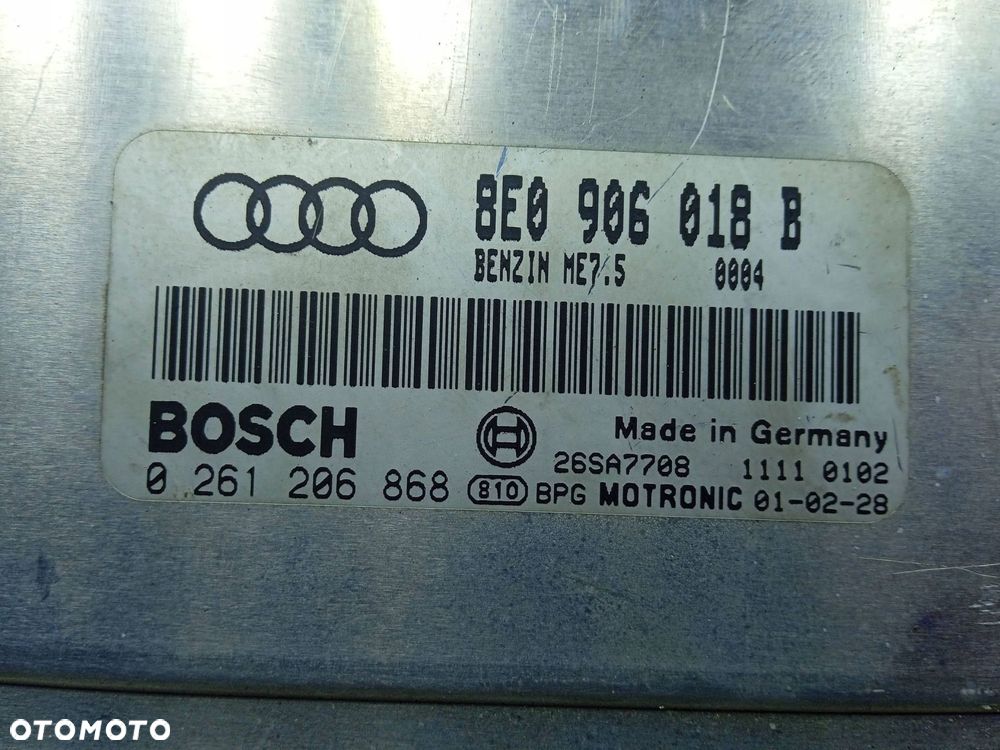 8E0 906 018 B
BENZIN ME7.5 0004
BOSCH
Made in Germany
26SA7708 1111 0102
0 261 206 868 810 BPG MOTRONIC 01-02-28
OTOMOTO
OTOMOTO